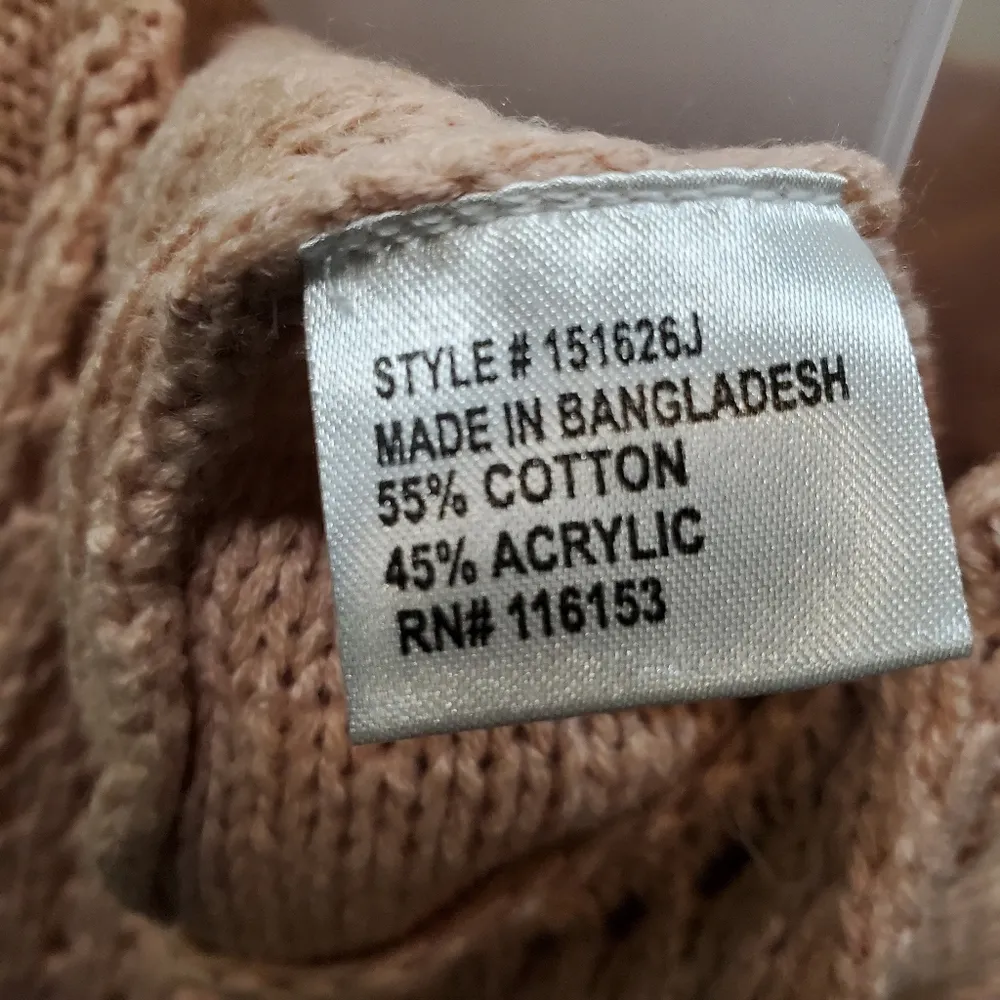 STYLE # 151626J
MADE IN BANGLADESH
55% COTTON
45% ACRYLIC
RN# 116153